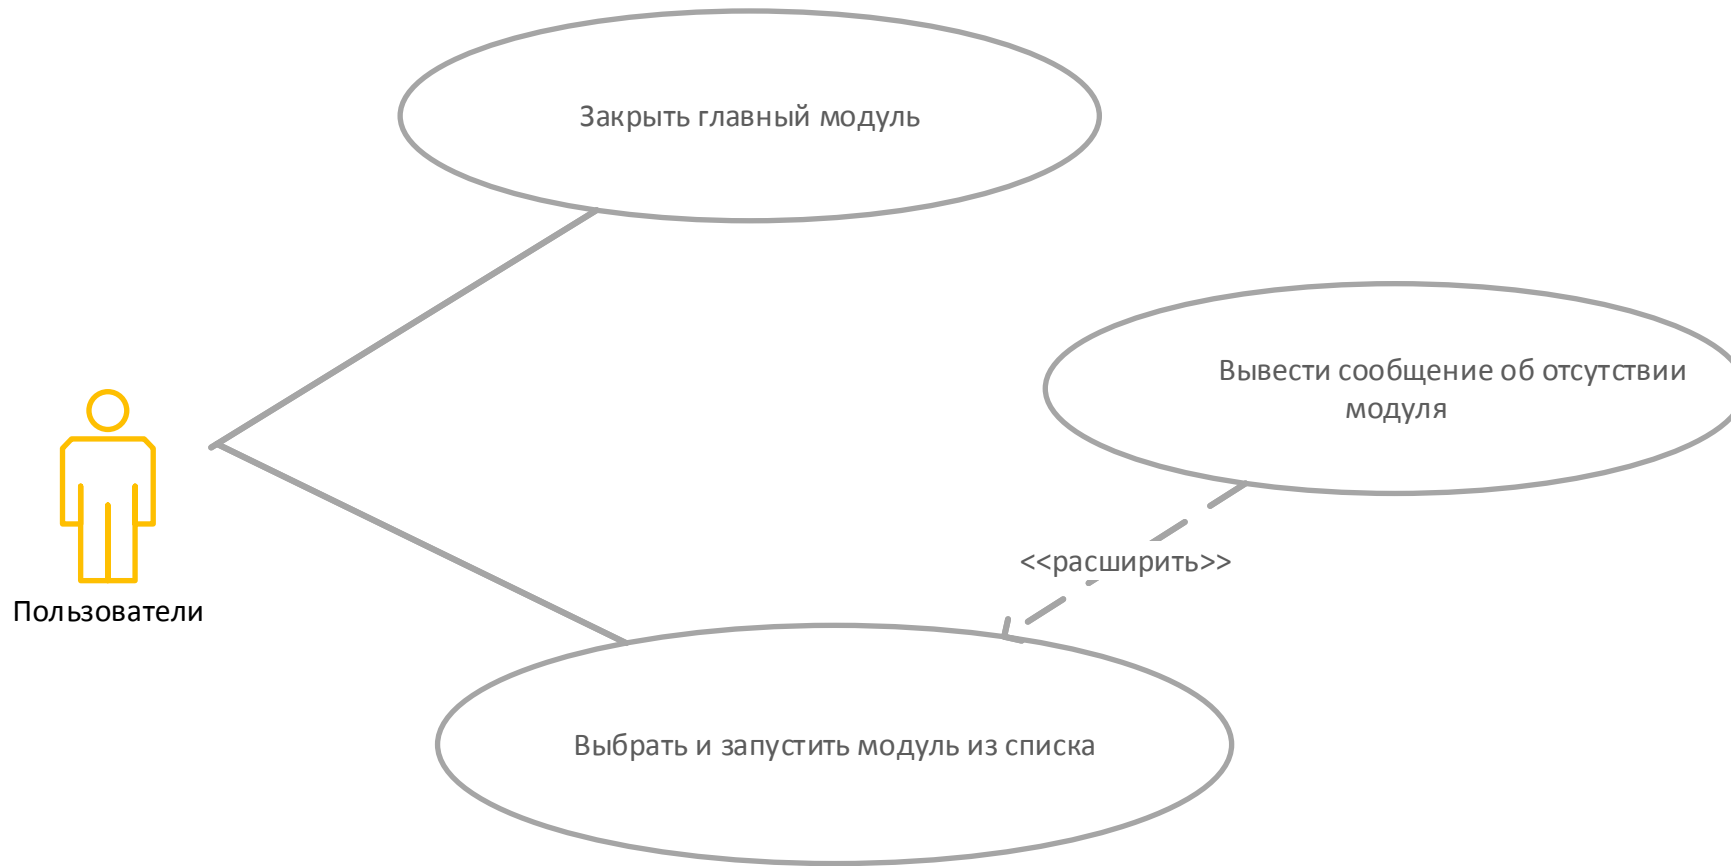 Закрыть главный модуль
Вывести сообщение об отсутствии
модуля
<<расширить>>
Пользователи
Выбрать и запустить модуль из списка